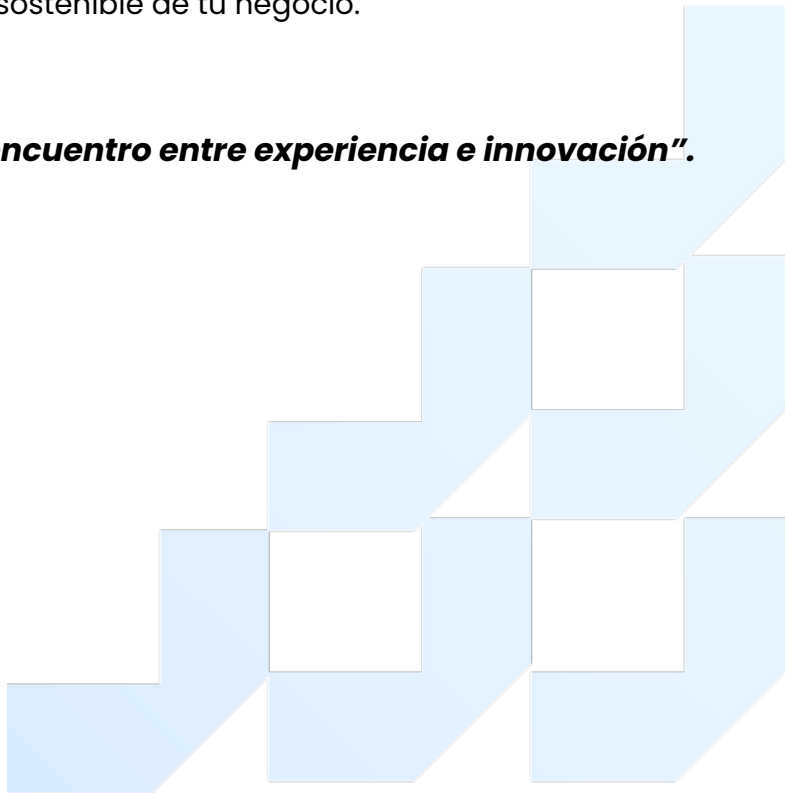 sostenible de tu negocio.
ncuentro entre experiencia e innovación”.